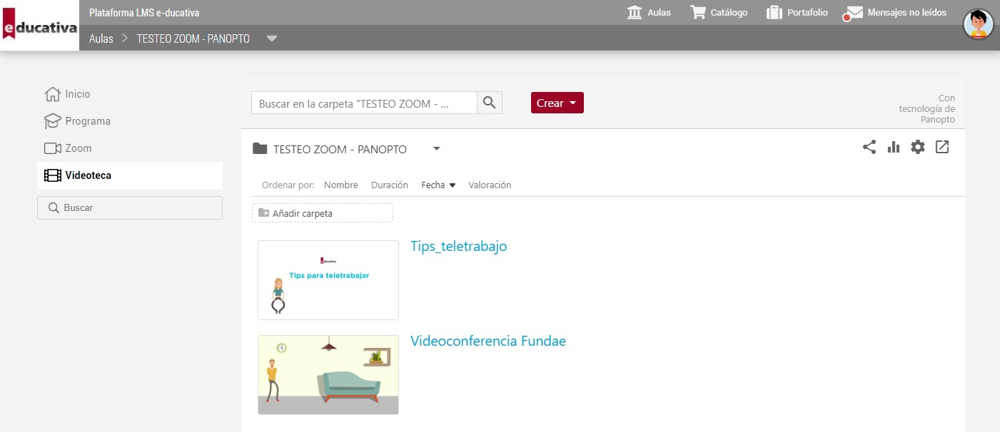 educativa
Plataforma LMS e-ducativa
Aulas
Catálogo
Portafolio
Mensajes no leídos
Aulas > TESTEO ZOOM - PANOPTO
Inicio
Programa
Zoom
Videoteca
Buscar
Buscar en la carpeta "TESTEO ZOOM - ...
Crear
Con
tecnología de
Panopto
TESTEO ZOOM - PANOPTO
Ordenar por: Nombre Duración Fecha Valoración
Añadir carpeta
educativa
Tips para teletrabajar
Tips_teletrabajo
Videoconferencia Fundae